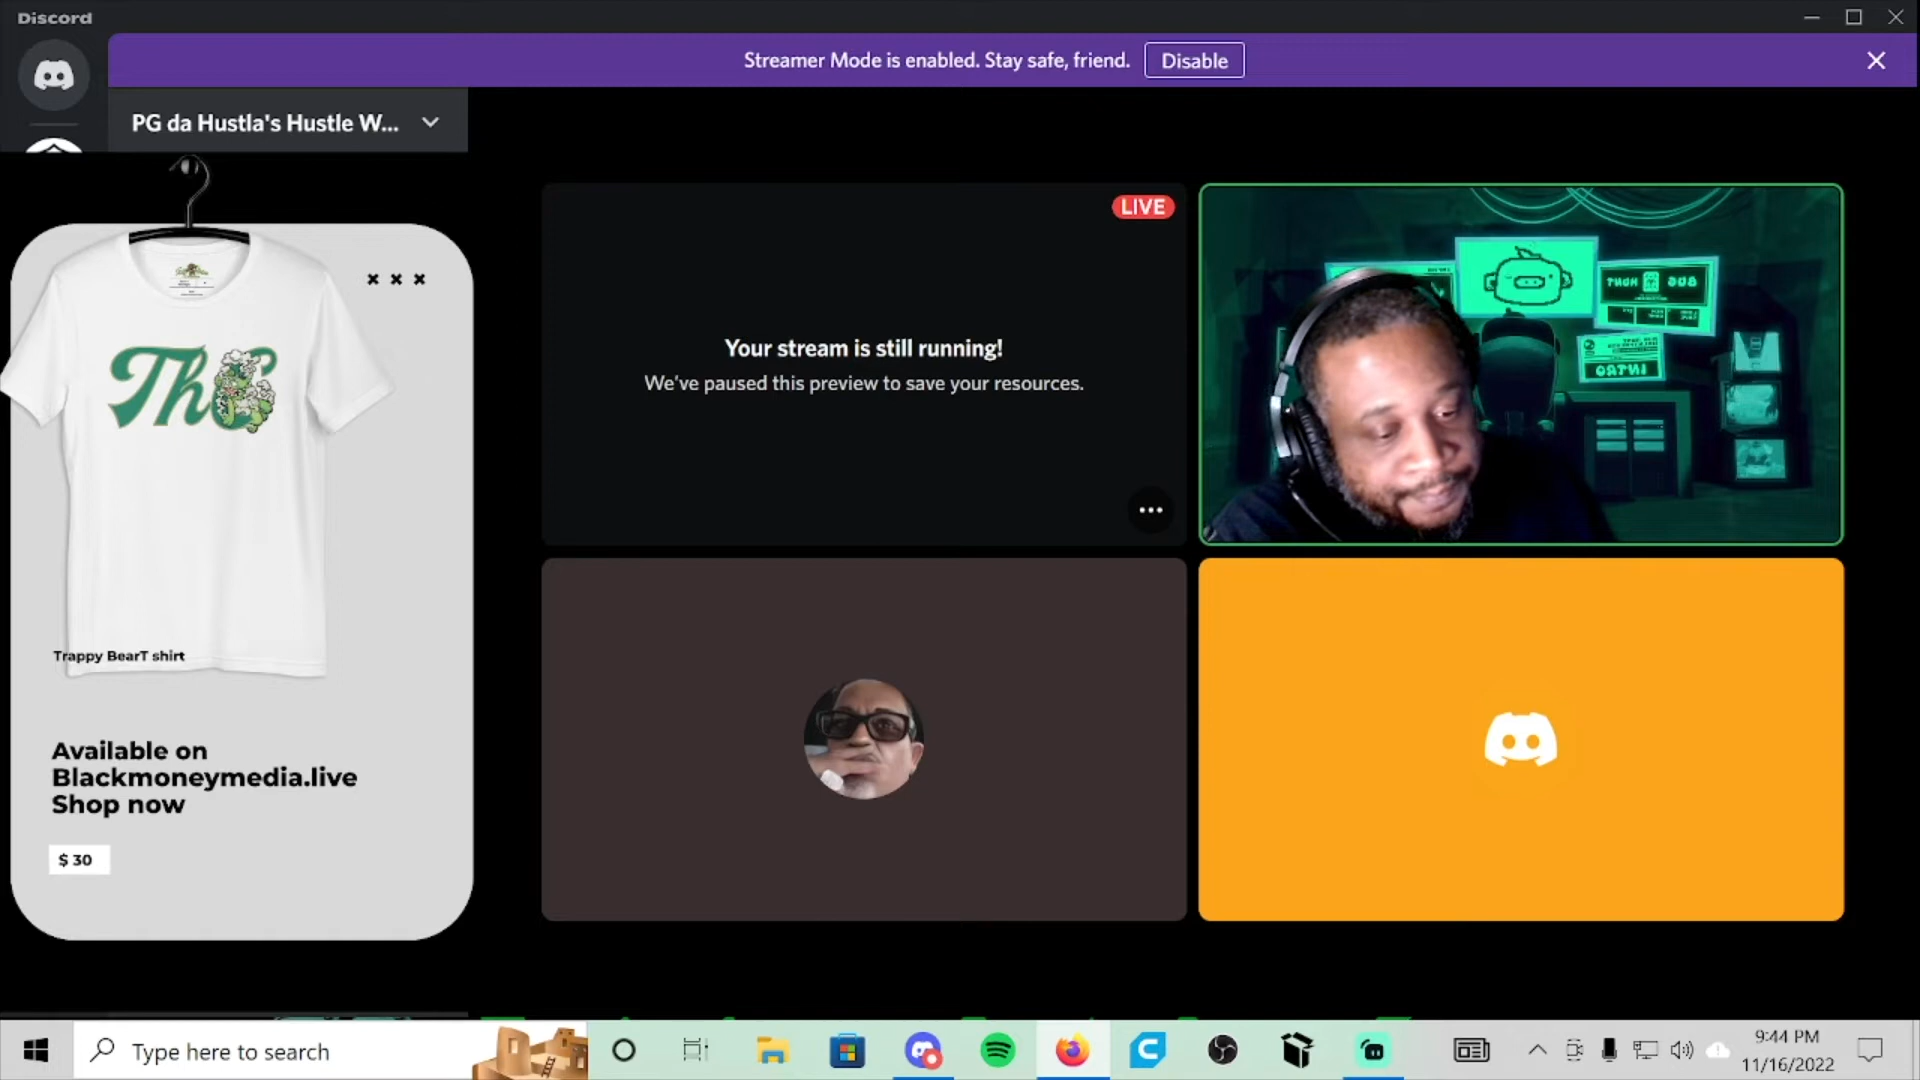 Discord
Streamer Mode is enabled. Stay safe, friend.
Disable
PG da Hustla's Hustle W...
LIVE
Your stream is still running!
We've paused this preview to save your resources.
ThC
Trappy BearT shirt
Available on
Blackmoneymedia.live
Shop now
$ 30
Type here to search
9:44 PM
11/16/2022